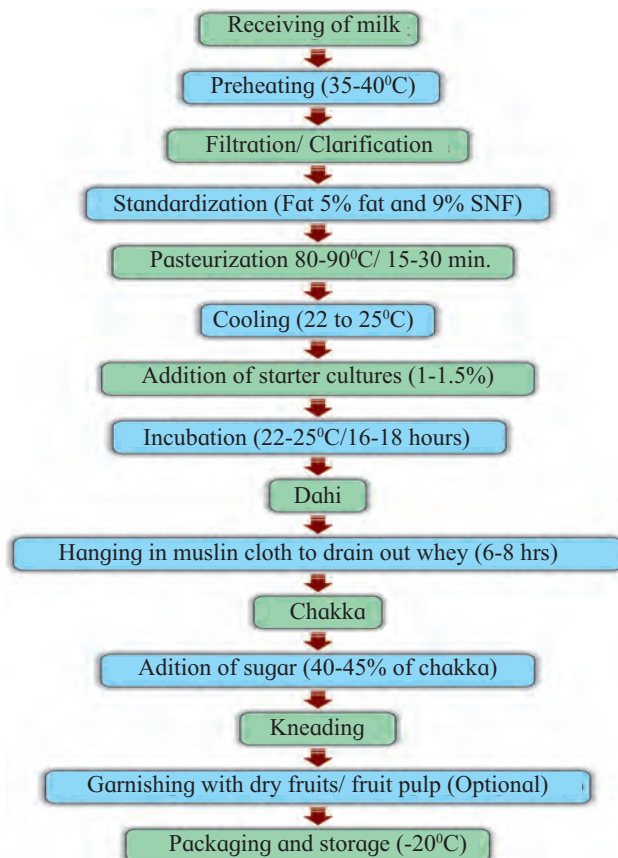 Receiving of milk
Preheating (35-40⁰C)
Filtration/ Clarification
Standardization (Fat 5% fat and 9% SNF)
Pasteurization 80-90⁰C/ 15-30 min.
Cooling (22 to 25⁰C)
Addition of starter cultures (1-1.5%)
Incubation (22-25⁰C/16-18 hours)
Dahi
Hanging in muslin cloth to drain out whey (6-8 hrs)
Chakka
Adition of sugar (40-45% of chakka)
Kneading
Garnishing with dry fruits/ fruit pulp (Optional)
Packaging and storage (-20⁰C)